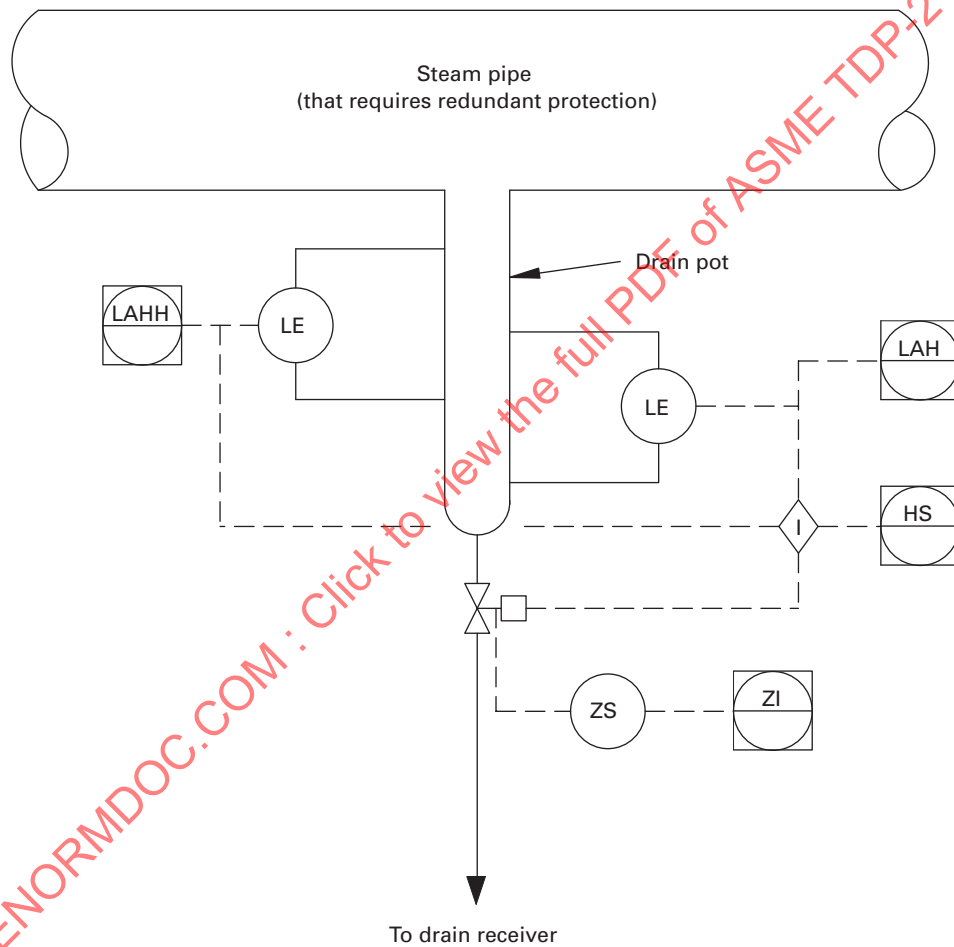 Steam pipe
(that requires redundant protection)
Drain pot
LAHH
LE
LAH
LE
HS
I
ZS
ZI
To drain receiver
ENORMDOC.COM : Click to view the full PDF of ASME TDP-2